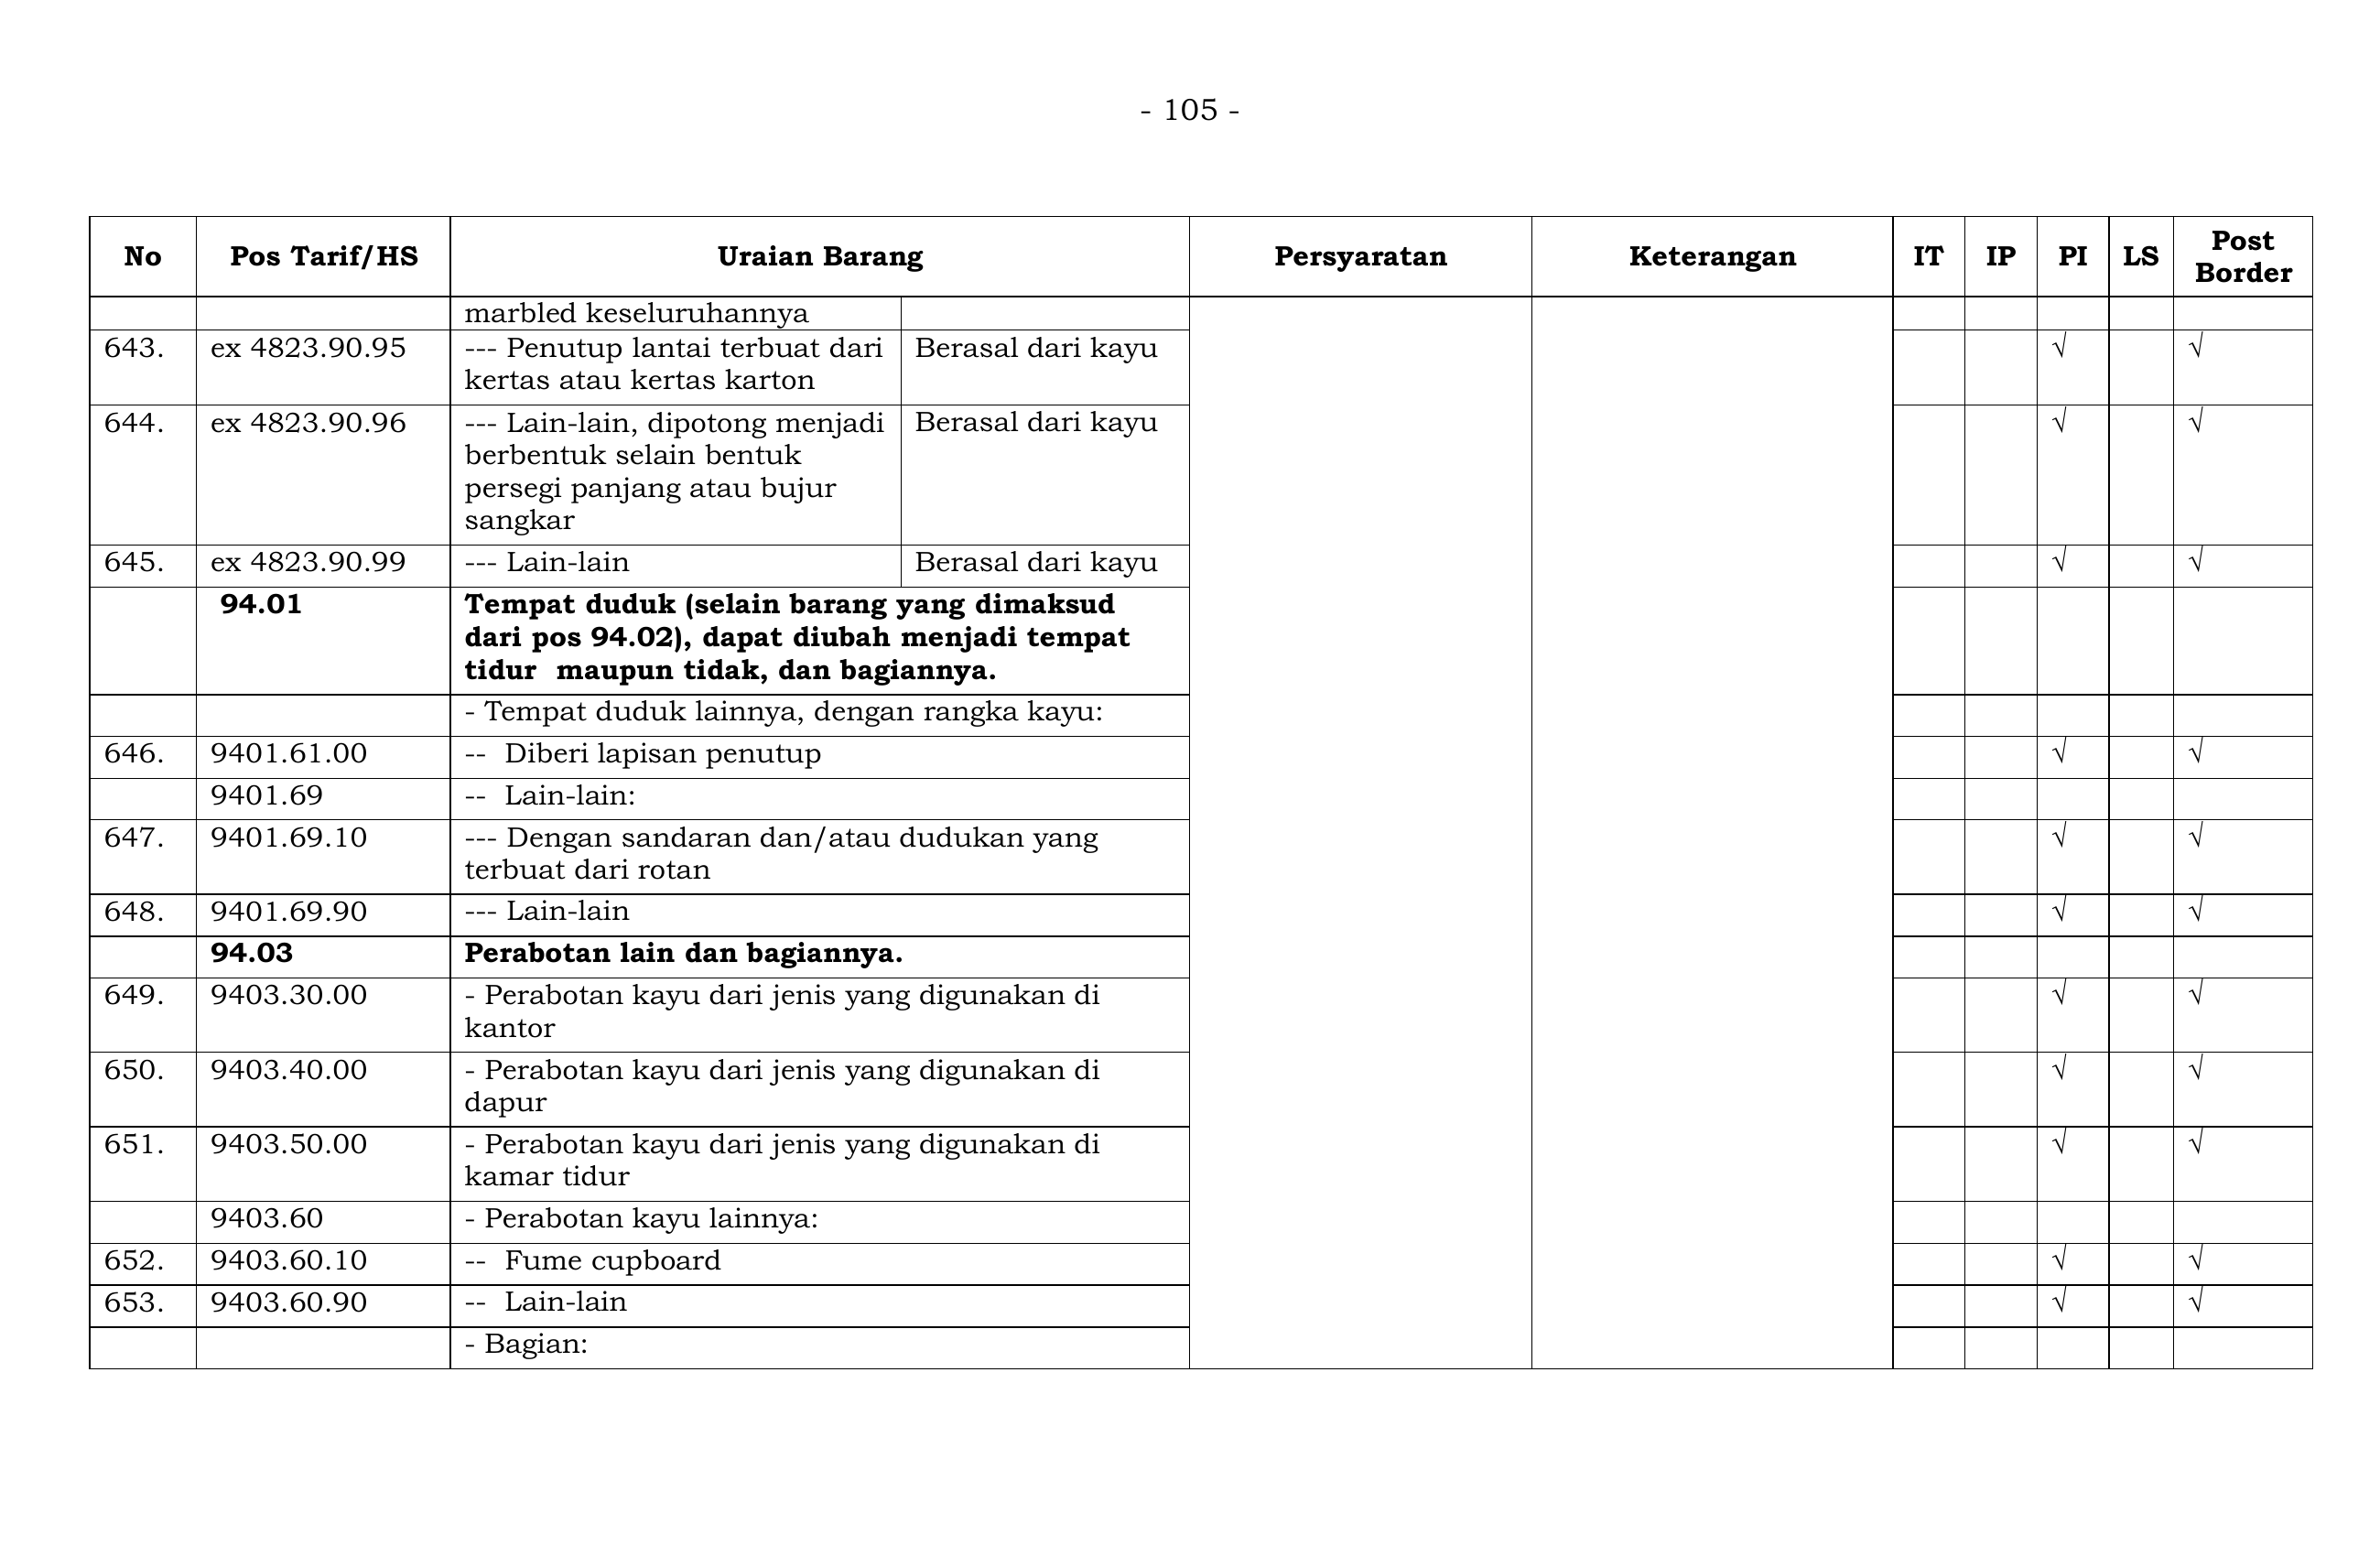 - 105 -
No Pos Tarif/HS Uraian Barang Persyaratan Keterangan IT IP PI LS Post Border
marbled keseluruhannya
643. ex 4823.90.95 --- Penutup lantai terbuat dari Berasal dari kayu √ √
kertas atau kertas karton
644. ex 4823.90.96 --- Lain-lain, dipotong menjadi Berasal dari kayu √ √
berbentuk selain bentuk
persegi panjang atau bujur
sangkar
645. ex 4823.90.99 --- Lain-lain Berasal dari kayu √ √
94.01 Tempat duduk (selain barang yang dimaksud
dari pos 94.02), dapat diubah menjadi tempat
tidur maupun tidak, dan bagiannya.
- Tempat duduk lainnya, dengan rangka kayu:
646. 9401.61.00 -- Diberi lapisan penutup √ √
9401.69 -- Lain-lain:
647. 9401.69.10 --- Dengan sandaran dan/atau dudukan yang √ √
terbuat dari rotan
648. 9401.69.90 --- Lain-lain √ √
94.03 Perabotan lain dan bagiannya.
649. 9403.30.00 - Perabotan kayu dari jenis yang digunakan di √ √
kantor
650. 9403.40.00 - Perabotan kayu dari jenis yang digunakan di √ √
dapur
651. 9403.50.00 - Perabotan kayu dari jenis yang digunakan di √ √
kamar tidur
9403.60 - Perabotan kayu lainnya:
652. 9403.60.10 -- Fume cupboard √ √
653. 9403.60.90 -- Lain-lain √ √
- Bagian: